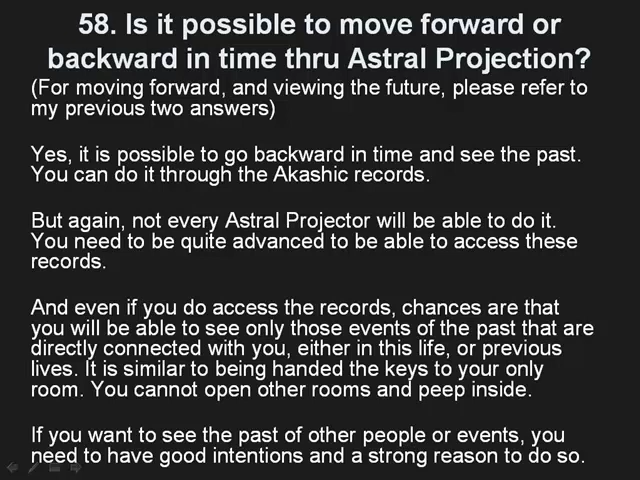 58. Is it possible to move forward or
backward in time thru Astral Projection?
(For moving forward, and viewing the future, please refer to
my previous two answers)
Yes, it is possible to go backward in time and see the past.
You can do it through the Akashic records.
But again, not every Astral Projector will be able to do it.
You need to be quite advanced to be able to access these
records.
And even if you do access the records, chances are that
you will be able to see only those events of the past that are
directly connected with you, either in this life, or previous
lives. It is similar to being handed the keys to your only
room. You cannot open other rooms and peep inside.
If you want to see the past of other people or events, you
need to have good intentions and a strong reason to do so.